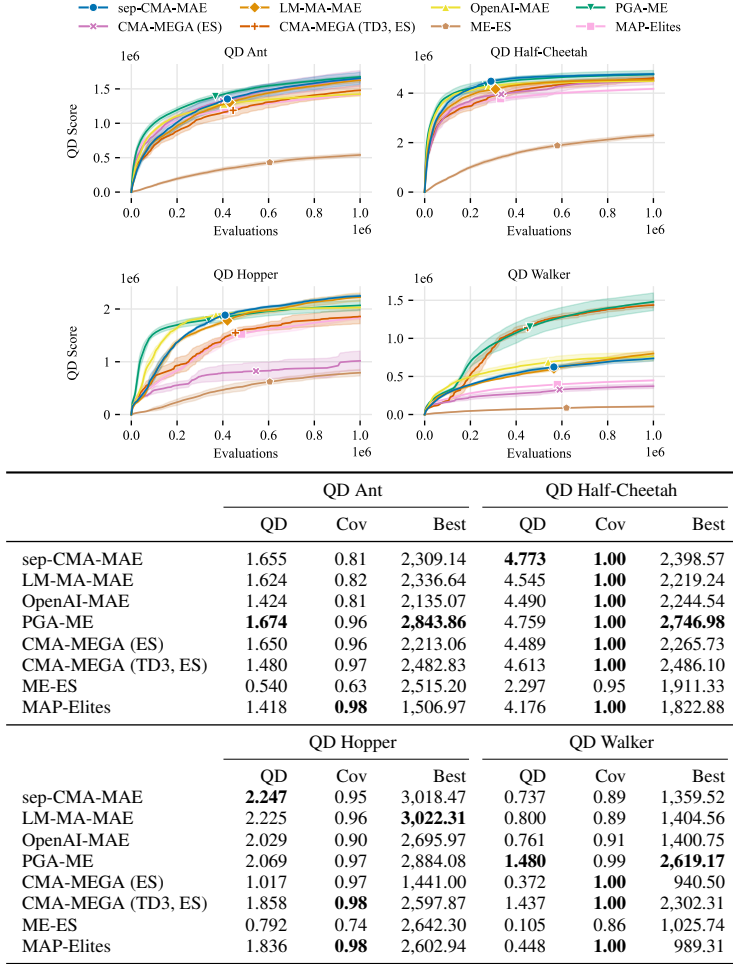 sep-CMA-MAE LM-MA-MAE OpenAI-MAE PGA-ME
CMA-MEGA (ES) CMA-MEGA (TD3, ES) ME-ES MAP-Elites
QD Ant QD Half-Cheetah
1e6 1e6
QD Score
1.5
1.0
0.5
0.0
4
2
0
0.0 0.2 0.4 0.6 0.8 1.0 0.0 0.2 0.4 0.6 0.8 1.0
Evaluations 1e6 Evaluations 1e6
QD Hopper QD Walker
1e6 1e6
QD Score
2
1
0
1.5
1.0
0.5
0.0
0.0 0.2 0.4 0.6 0.8 1.0 0.0 0.2 0.4 0.6 0.8 1.0
Evaluations 1e6 Evaluations 1e6
QD Ant QD Half-Cheetah
QD Cov Best QD Cov Best
sep-CMA-MAE 1.655 0.81 2,309.14 4.773 1.00 2,398.57
LM-MA-MAE 1.624 0.82 2,336.64 4.545 1.00 2,219.24
OpenAI-MAE 1.424 0.81 2,135.07 4.490 1.00 2,244.54
PGA-ME 1.674 0.96 2,843.86 4.759 1.00 2,746.98
CMA-MEGA (ES) 1.650 0.96 2,213.06 4.489 1.00 2,265.73
CMA-MEGA (TD3, ES) 1.480 0.97 2,482.83 4.613 1.00 2,486.10
ME-ES 0.540 0.63 2,515.20 2.297 0.95 1,911.33
MAP-Elites 1.418 0.98 1,506.97 4.176 1.00 1,822.88
QD Hopper QD Walker
QD Cov Best QD Cov Best
sep-CMA-MAE 2.247 0.95 3,018.47 0.737 0.89 1,359.52
LM-MA-MAE 2.225 0.96 3,022.31 0.800 0.89 1,404.56
OpenAI-MAE 2.029 0.90 2,695.97 0.761 0.91 1,400.75
PGA-ME 2.069 0.97 2,884.08 1.480 0.99 2,619.17
CMA-MEGA (ES) 1.017 0.97 1,441.00 0.372 1.00 940.50
CMA-MEGA (TD3, ES) 1.858 0.98 2,597.87 1.437 1.00 2,302.31
ME-ES 0.792 0.74 2,642.30 0.105 0.86 1,025.74
MAP-Elites 1.836 0.98 2,602.94 0.448 1.00 989.31